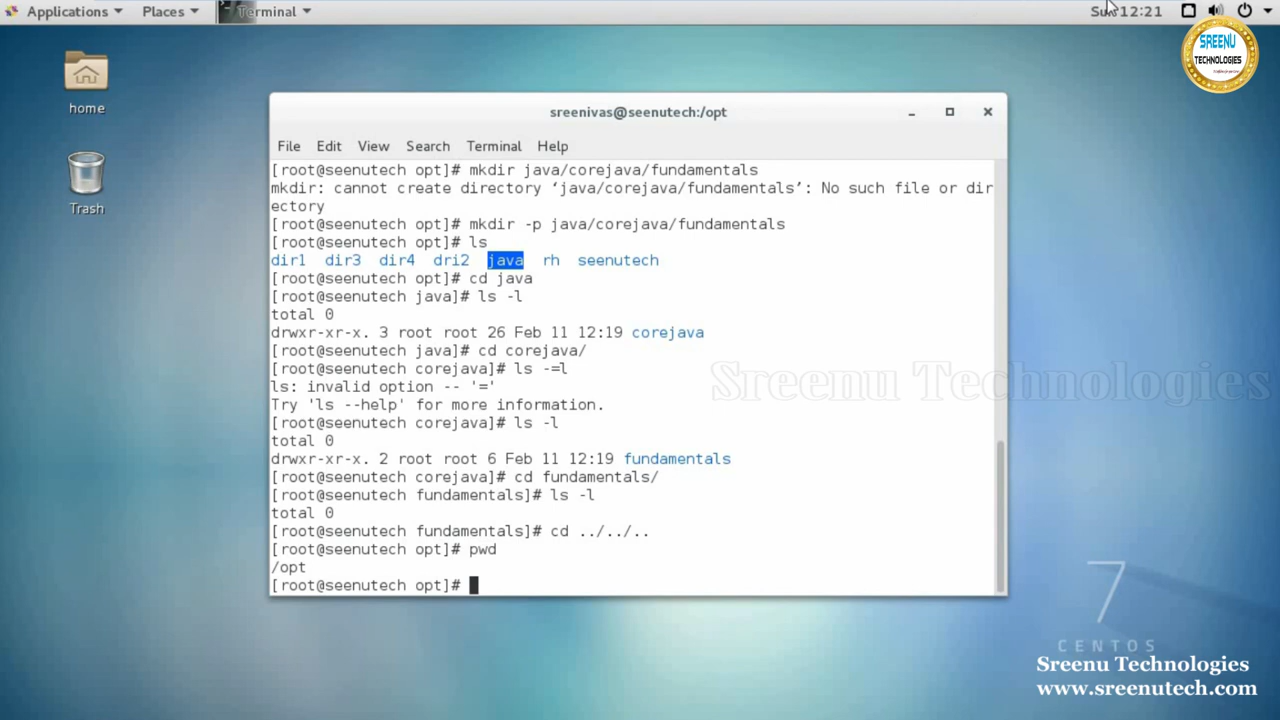 Applications Places Terminal Sun 12:21
SREENU
TECHNOLOGIES
home
Trash
sreenivas@seenutech:/opt
File Edit View Search Terminal Help
[root@seenutech opt]# mkdir java/corejava/fundamentals
mkdir: cannot create directory ‘java/corejava/fundamentals’: No such file or dir
ectory
[root@seenutech opt]# mkdir -p java/corejava/fundamentals
[root@seenutech opt]# ls
dir1 dir3 dir4 dri2 java rh seenutech
[root@seenutech opt]# cd java
[root@seenutech java]# ls -l
total 0
drwxr-xr-x. 3 root root 26 Feb 11 12:19 corejava
[root@seenutech java]# cd corejava/
[root@seenutech corejava]# ls -=l
ls: invalid option -- '='
Try 'ls --help' for more information.
[root@seenutech corejava]# ls -l
total 0
drwxr-xr-x. 2 root root 6 Feb 11 12:19 fundamentals
[root@seenutech corejava]# cd fundamentals/
[root@seenutech fundamentals]# ls -l
total 0
[root@seenutech fundamentals]# cd ../../..
[root@seenutech opt]# pwd
/opt
[root@seenutech opt]#
Sreenu Technologies
7
CENTOS
Sreenu Technologies
www.sreenutech.com